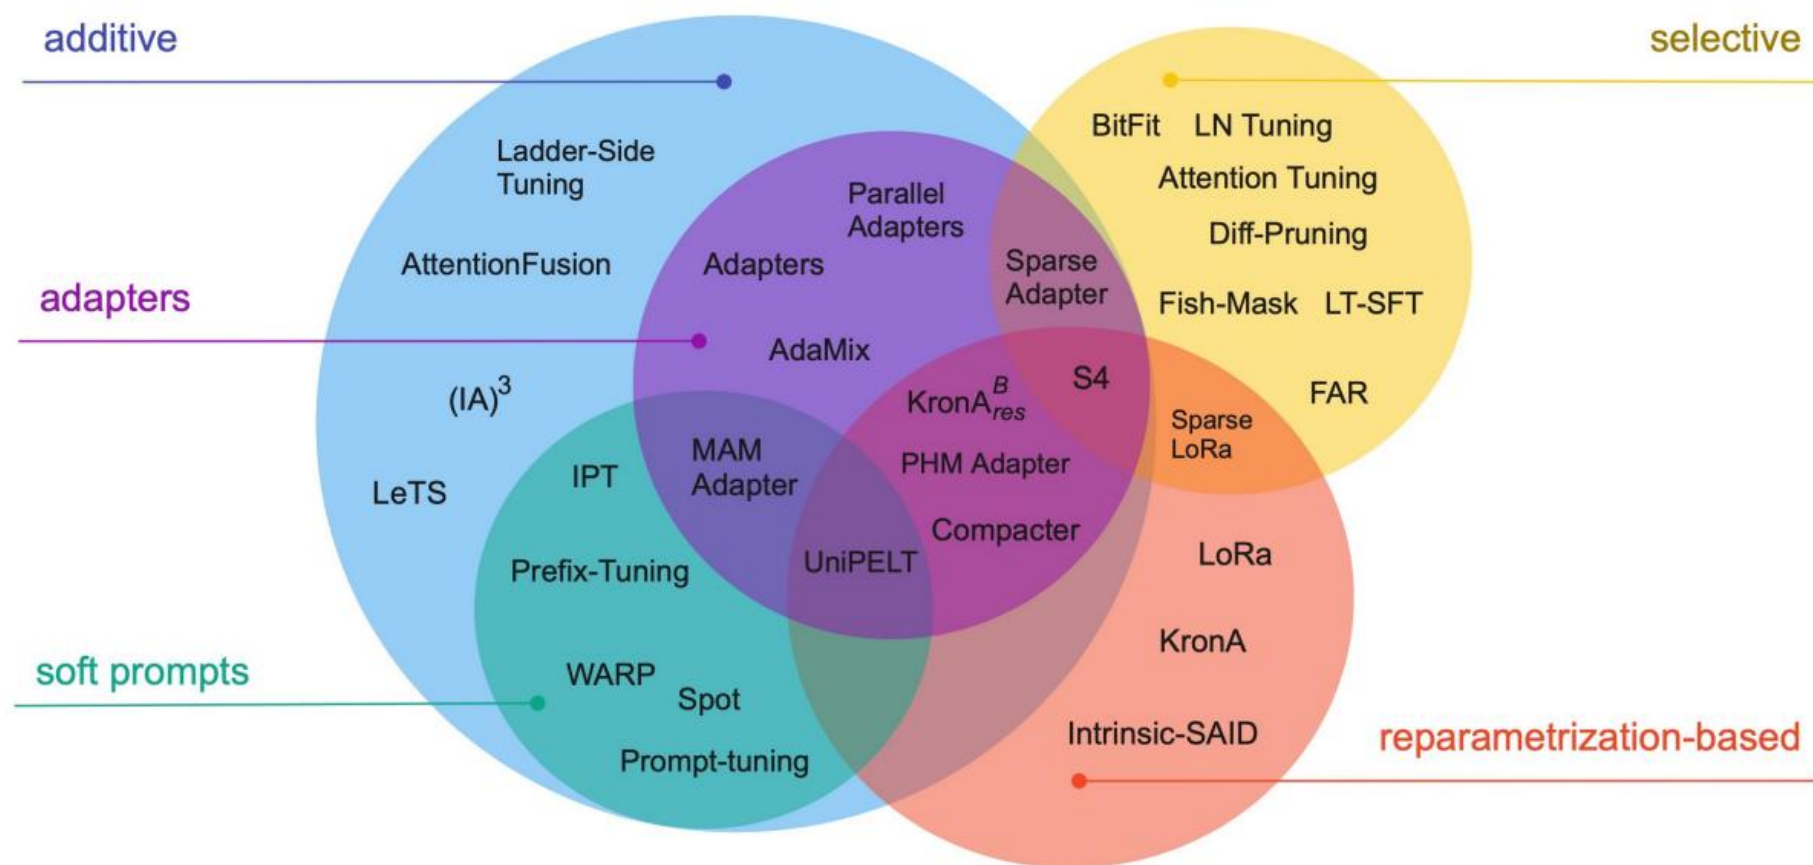 additive
selective
BitFit LN Tuning
Ladder-Side
Tuning
Attention Tuning
Parallel
Adapters
Diff-Pruning
AttentionFusion
Adapters
Sparse
Adapter
adapters
Fish-Mask LT-SFT
AdaMix
S4
(IA)³
KronA^B_res
FAR
Sparse
LoRa
MAM
Adapter
PHM Adapter
IPT
LeTS
Compacter
UniPELT
LoRa
Prefix-Tuning
KronA
soft prompts
WARP
Spot
Intrinsic-SAID
reparametrization-based
Prompt-tuning